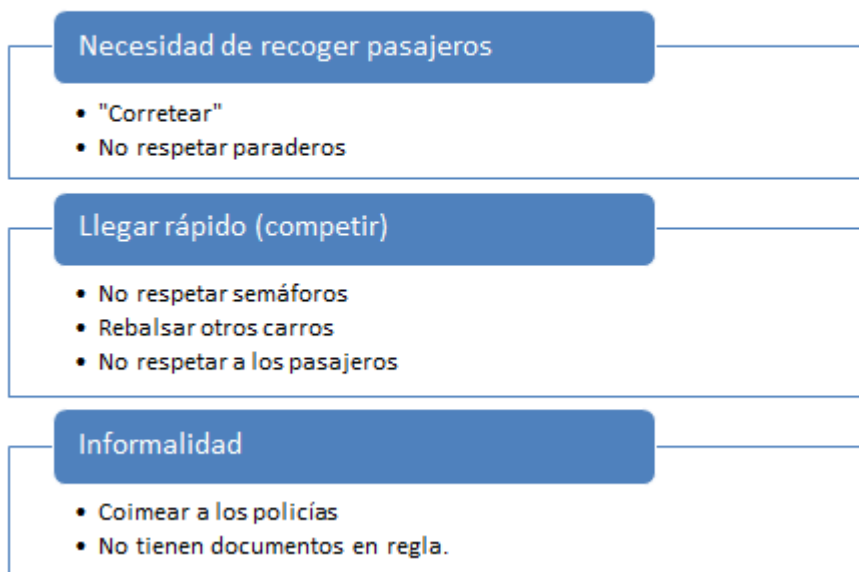 Necesidad de recoger pasajeros
• "Corretear"
• No respetar paraderos
Llegar rápido (competir)
• No respetar semáforos
• Rebalsar otros carros
• No respetar a los pasajeros
Informalidad
• Coimear a los policías
• No tienen documentos en regla.